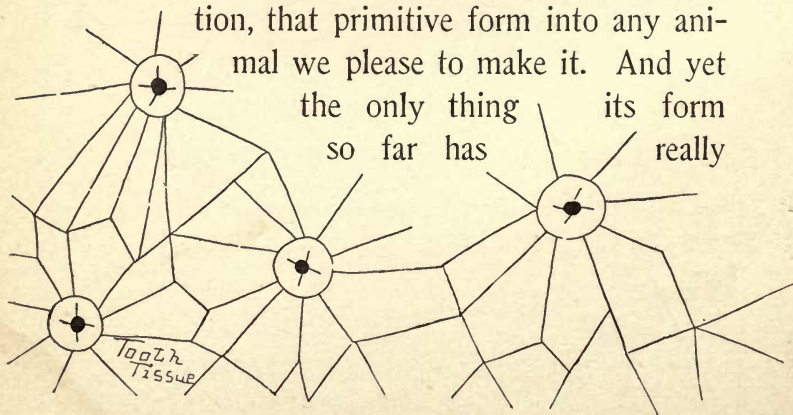 tion, that primitive form into any ani-
mal we please to make it. And yet
the only thing its form
so far has really
Tooth
Tissue